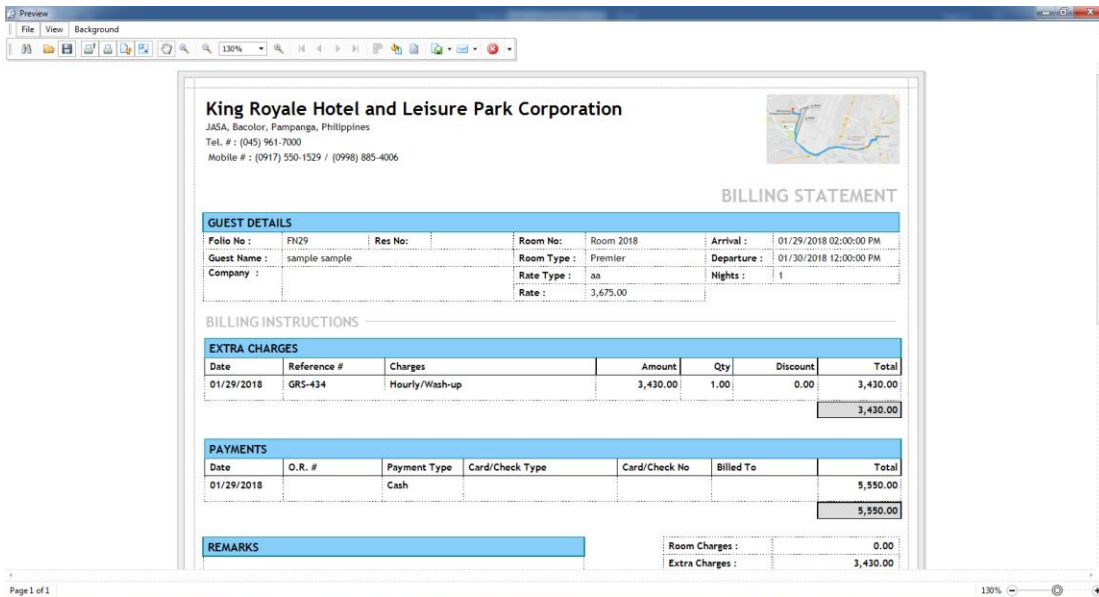 Preview
File View Background
130%
King Royale Hotel and Leisure Park Corporation
JASA, Bacolor, Pampanga, Philippines
Tel. # : (045) 961-7000
Mobile # : (0917) 550-1529 / (0998) 885-4006
BILLING STATEMENT
GUEST DETAILS
Folio No : FN29 Res No: Room No: Room 2018 Arrival : 01/29/2018 02:00:00 PM
Guest Name : sample sample Room Type : Premier Departure : 01/30/2018 12:00:00 PM
Company : Rate Type : aa Nights : 1
Rate : 3,675.00
BILLING INSTRUCTIONS
EXTRA CHARGES
Date Reference # Charges Amount Qty Discount Total
01/29/2018 GRS-434 Hourly/Wash-up 3,430.00 1.00 0.00 3,430.00
3,430.00
PAYMENTS
Date O.R. # Payment Type Card/Check Type Card/Check No Billed To Total
01/29/2018 Cash 5,550.00
5,550.00
REMARKS Room Charges : 0.00
Extra Charges : 3,430.00
Page 1 of 1 130%